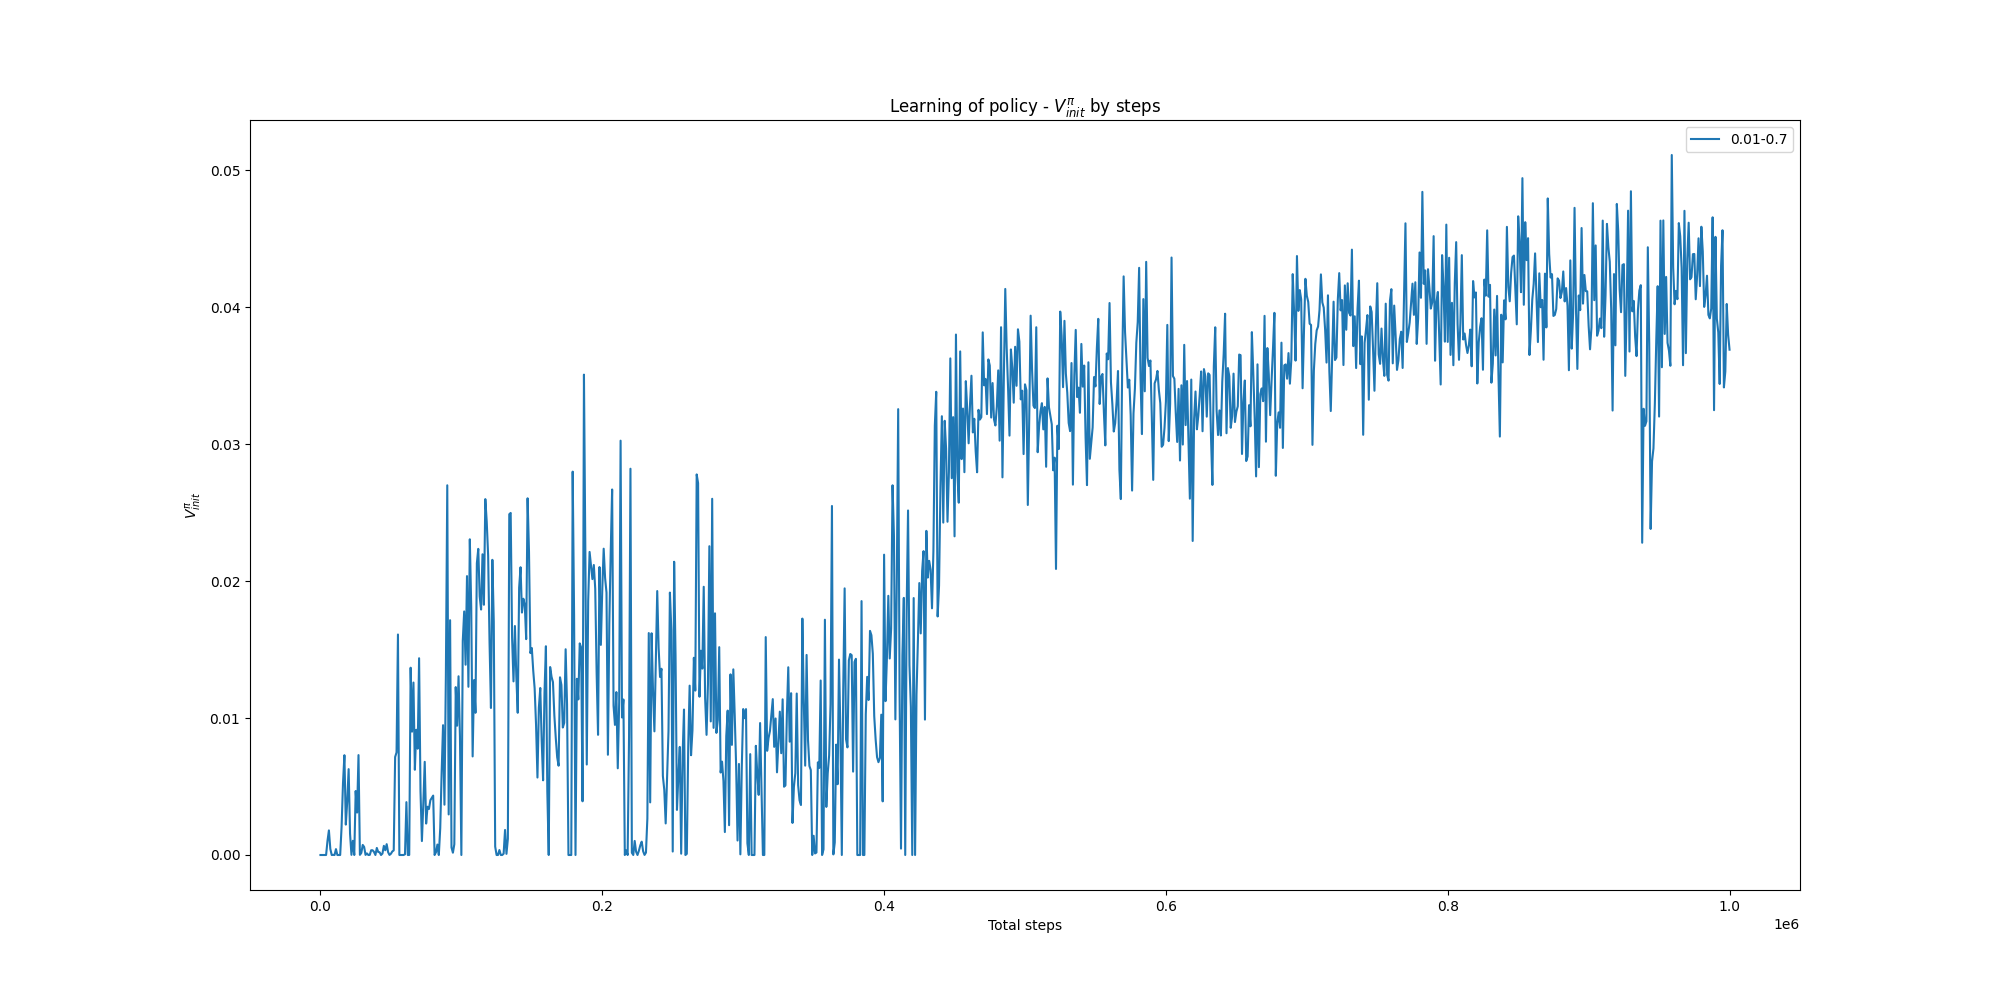 Learning of policy - $V^{\pi}_{init}$ by steps
0.01-0.7
0.05
0.04
0.03
$V^{\pi}_{init}$
0.02
0.01
0.00
0.0 0.2 0.4 0.6 0.8 1.0
Total steps
1e6